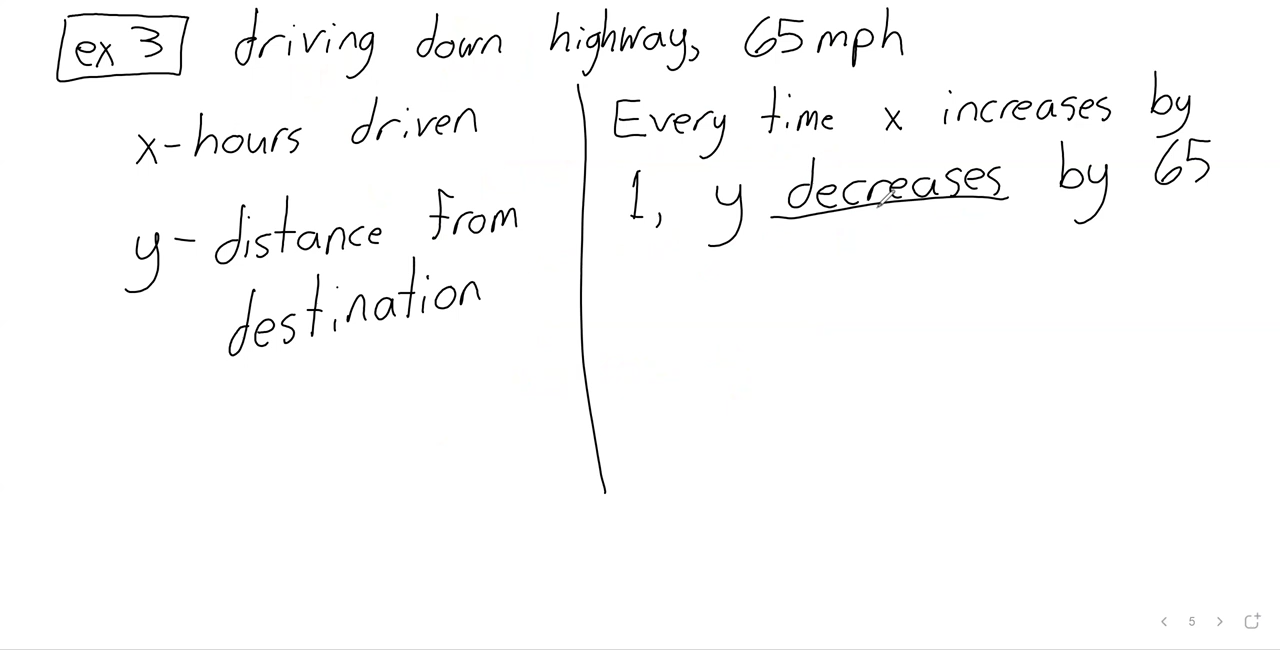 ex 3 driving down highway, 65 mph
x - hours driven
y - distance from
destination
Every time x increases by
1, y decreases by 65
5